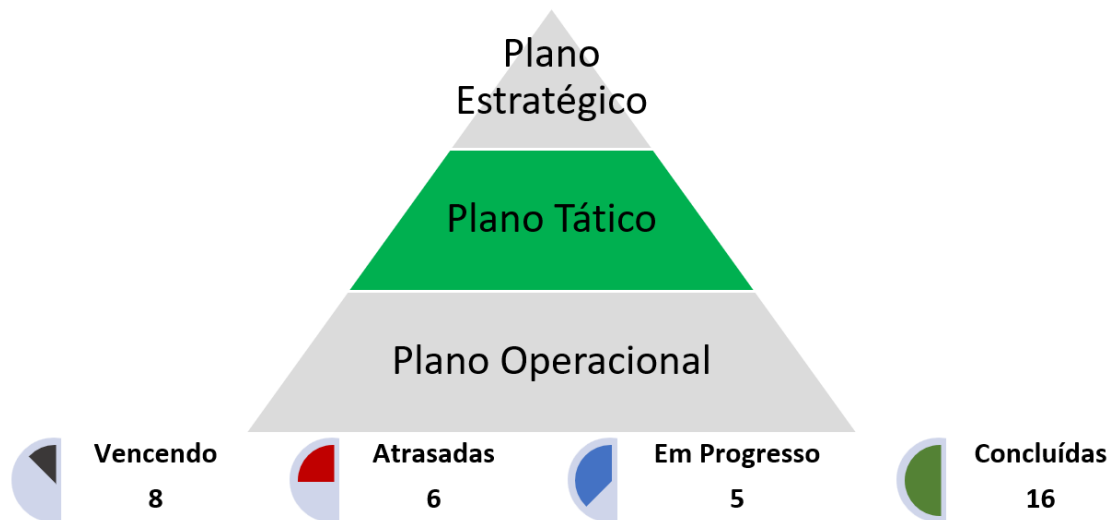 Plano
Estratégico
Plano Tático
Plano Operacional
Vencendo
8
Atrasadas
6
Em Progresso
5
Concluídas
16